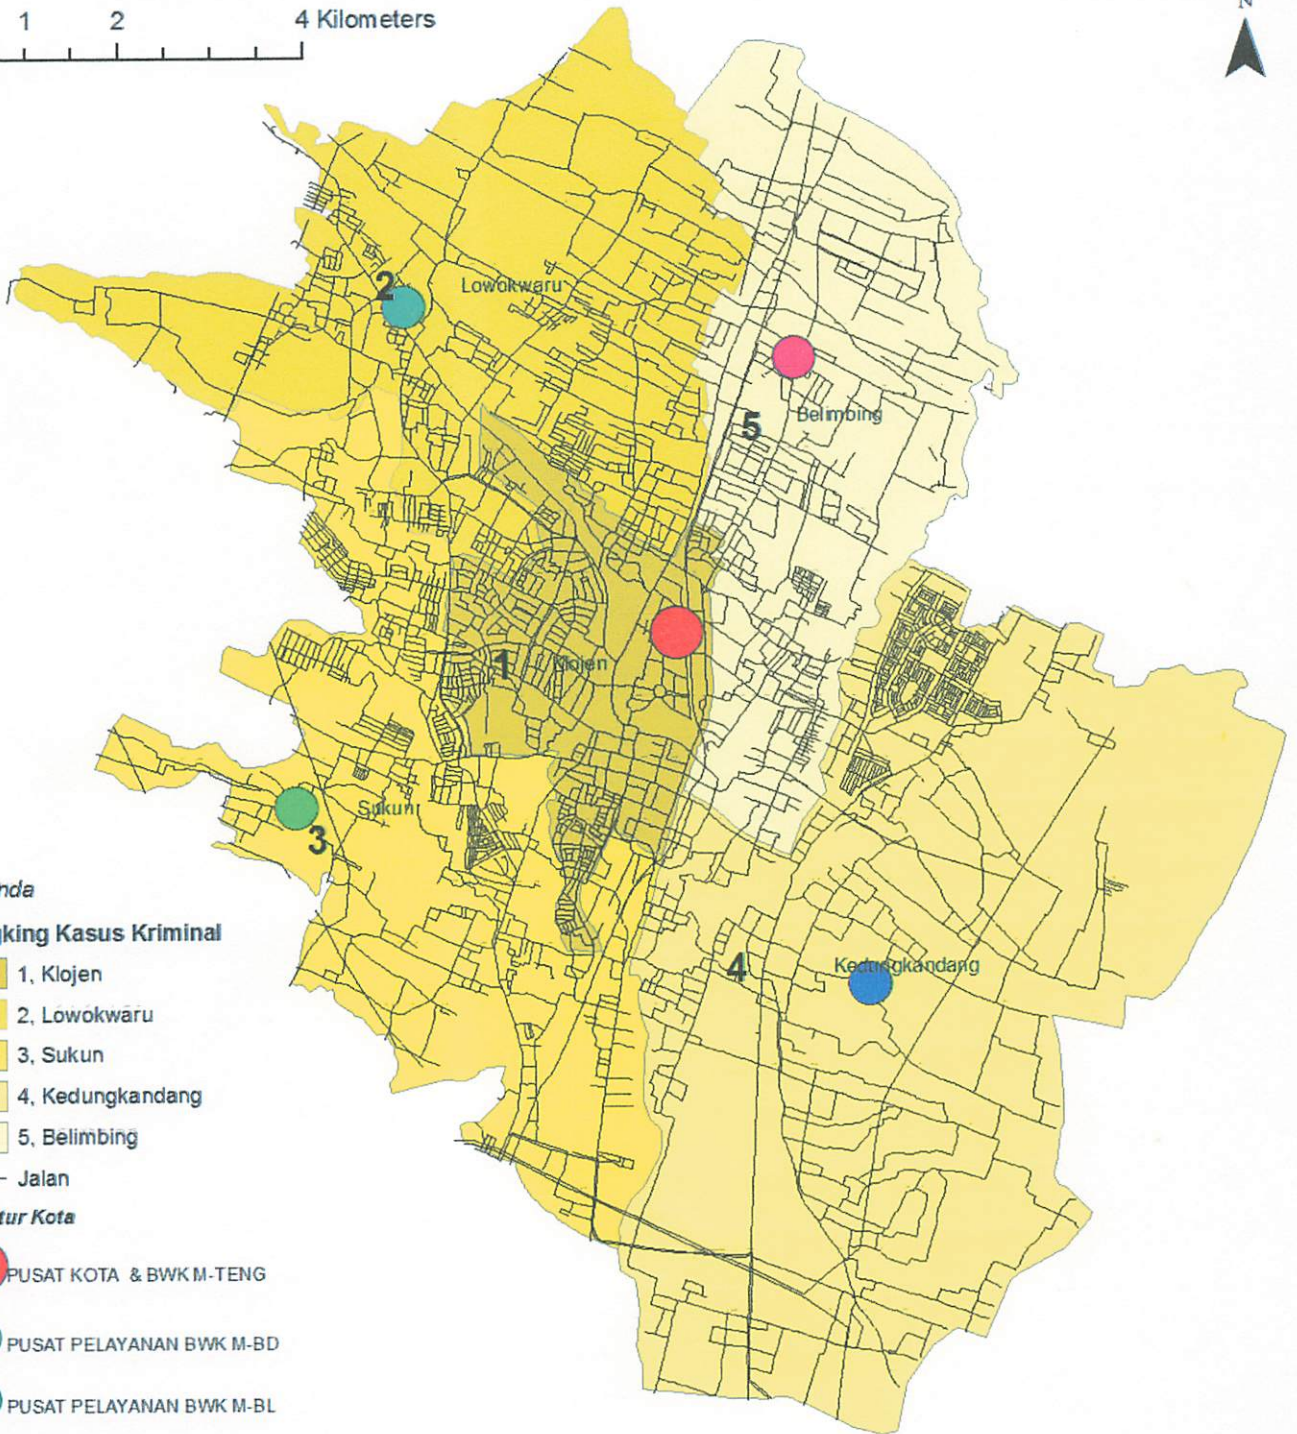 1 2 4 Kilometers
N
2
Lowokwaru
5
Belimbing
1
Klojen
Sukun
3
4
Kedungkandang
nda
king Kasus Kriminal
1, Klojen
2, Lowokwaru
3, Sukun
4, Kedungkandang
5, Belimbing
Jalan
tur Kota
PUSAT KOTA & BWK M-TENG
PUSAT PELAYANAN BWK M-BD
PUSAT PELAYANAN BWK M-BL